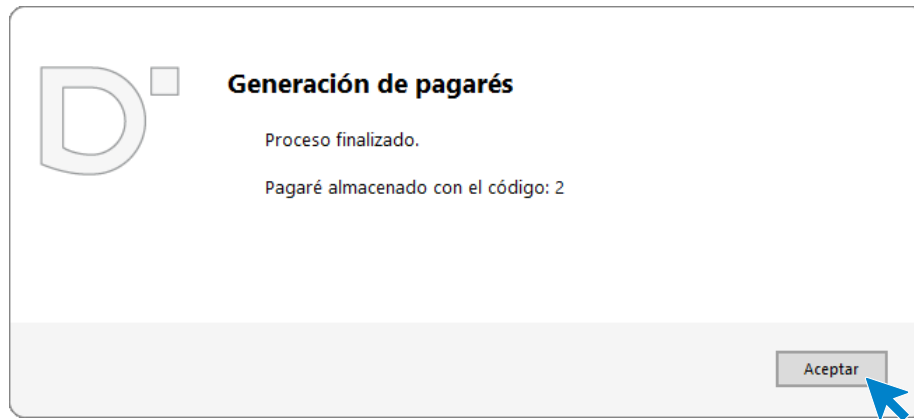 Generación de pagarés
Proceso finalizado.
Pagaré almacenado con el código: 2
Aceptar